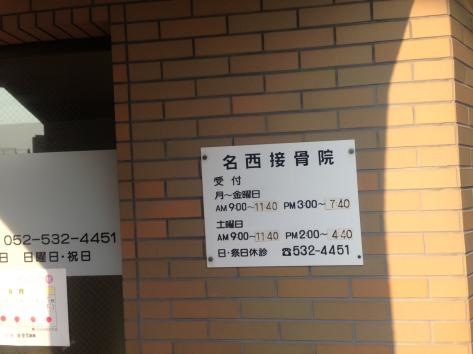 名西接骨院
受付
月〜金曜日
AM 9:00〜11:40 PM 3:00〜7:40
土曜日
AM 9:00〜11:40 PM 2:00〜4:40
日・祭日休診 ☎532-4451
052-532-4451
日 日曜日・祝日